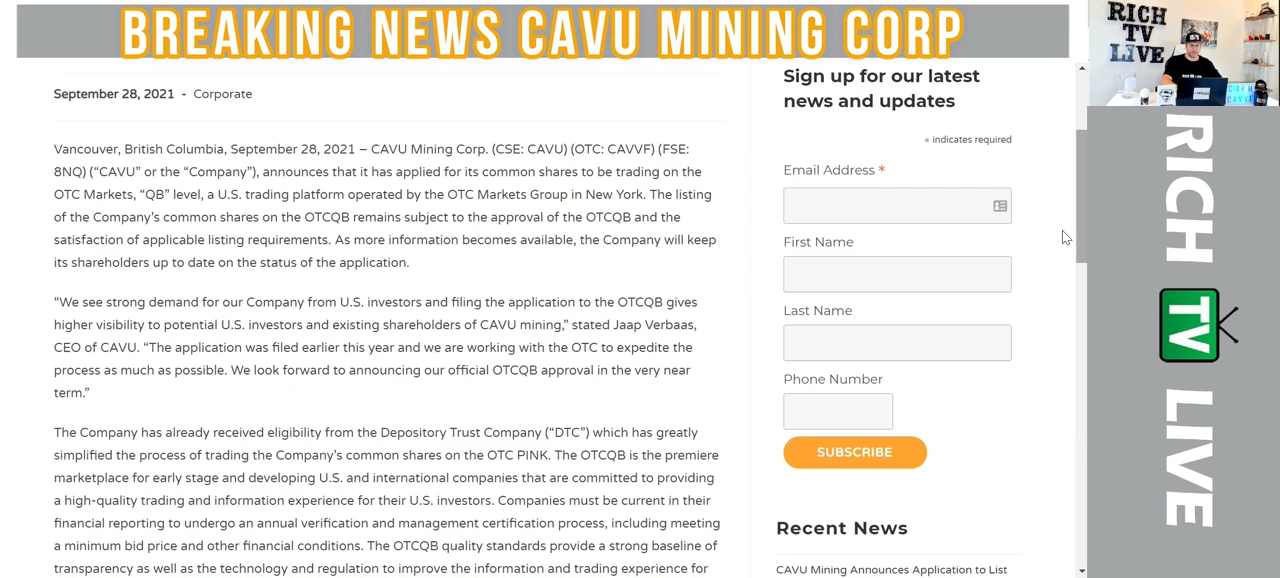 BREAKING NEWS CAVU MINING CORP
RICH
TV
LIVE
September 28, 2021 - Corporate
Vancouver, British Columbia, September 28, 2021 – CAVU Mining Corp. (CSE: CAVU) (OTC: CAVVF) (FSE:
8NQ) (“CAVU” or the “Company”), announces that it has applied for its common shares to be trading on the
OTC Markets, “QB” level, a U.S. trading platform operated by the OTC Markets Group in New York. The listing
of the Company’s common shares on the OTCQB remains subject to the approval of the OTCQB and the
satisfaction of applicable listing requirements. As more information becomes available, the Company will keep
its shareholders up to date on the status of the application.
“We see strong demand for our Company from U.S. investors and filing the application to the OTCQB gives
higher visibility to potential U.S. investors and existing shareholders of CAVU mining,” stated Jaap Verbaas,
CEO of CAVU. “The application was filed earlier this year and we are working with the OTC to expedite the
process as much as possible. We look forward to announcing our official OTCQB approval in the very near
term.”
The Company has already received eligibility from the Depository Trust Company (“DTC”) which has greatly
simplified the process of trading the Company’s common shares on the OTC PINK. The OTCQB is the premiere
marketplace for early stage and developing U.S. and international companies that are committed to providing
a high-quality trading and information experience for their U.S. investors. Companies must be current in their
financial reporting to undergo an annual verification and management certification process, including meeting
a minimum bid price and other financial conditions. The OTCQB quality standards provide a strong baseline of
transparency as well as the technology and regulation to improve the information and trading experience for
Sign up for our latest
news and updates
* indicates required
Email Address *
First Name
Last Name
Phone Number
SUBSCRIBE
Recent News
CAVU Mining Announces Application to List
RICH
TV
LIVE